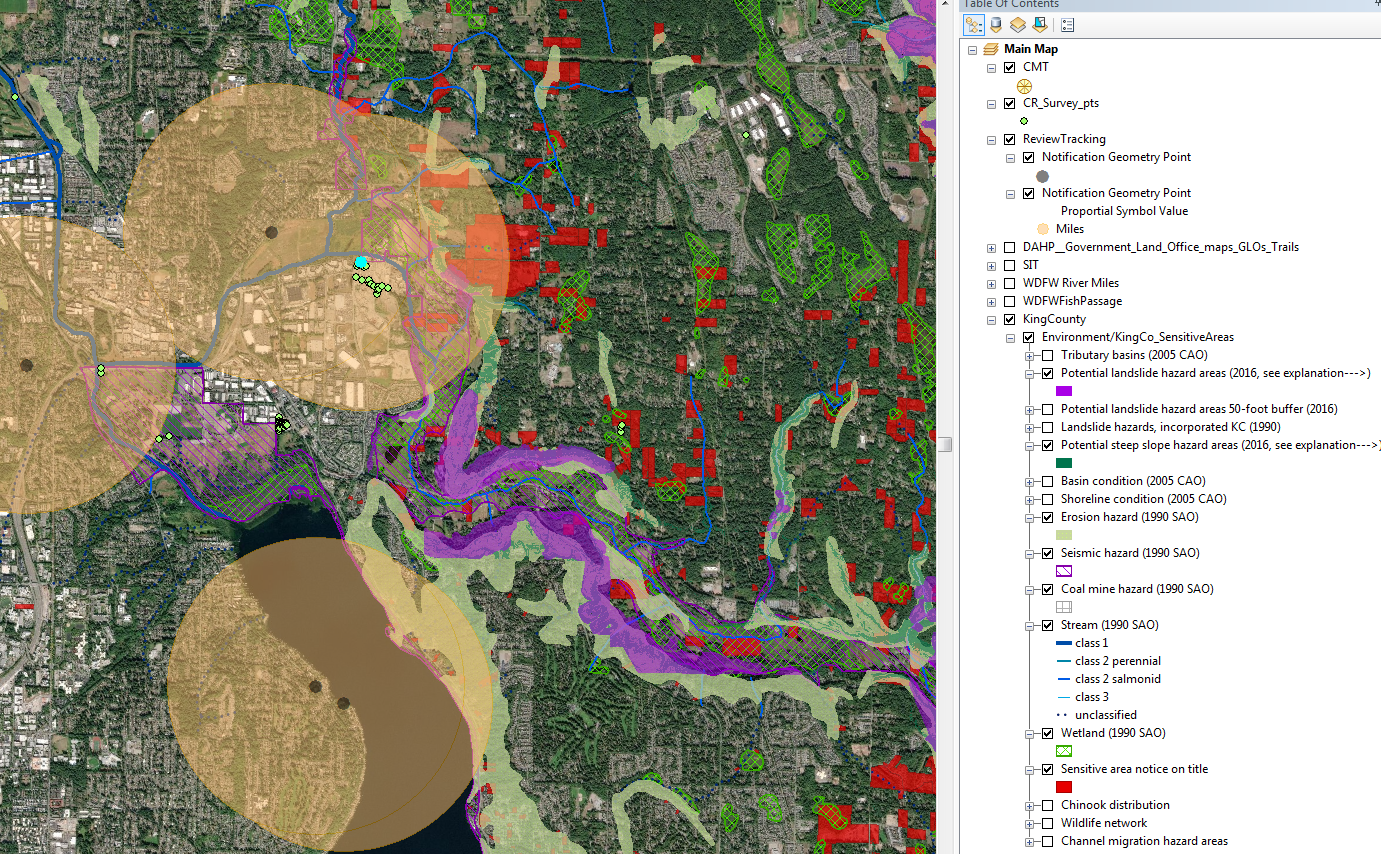 Table Of Contents
Main Map
CMT
CR_Survey_pts
ReviewTracking
Notification Geometry Point
Notification Geometry Point
Proportial Symbol Value
Miles
DAHP__Government_Land_Office_maps_GLOs_Trails
SIT
WDFW River Miles
WDFWFishPassage
KingCounty
Environment/KingCo_SensitiveAreas
Tributary basins (2005 CAO)
Potential landslide hazard areas (2016, see explanation--->)
Potential landslide hazard areas 50-foot buffer (2016)
Landslide hazards, incorporated KC (1990)
Potential steep slope hazard areas (2016, see explanation--->)
Basin condition (2005 CAO)
Shoreline condition (2005 CAO)
Erosion hazard (1990 SAO)
Seismic hazard (1990 SAO)
Coal mine hazard (1990 SAO)
Stream (1990 SAO)
class 1
class 2 perennial
class 2 salmonid
class 3
unclassified
Wetland (1990 SAO)
Sensitive area notice on title
Chinook distribution
Wildlife network
Channel migration hazard areas